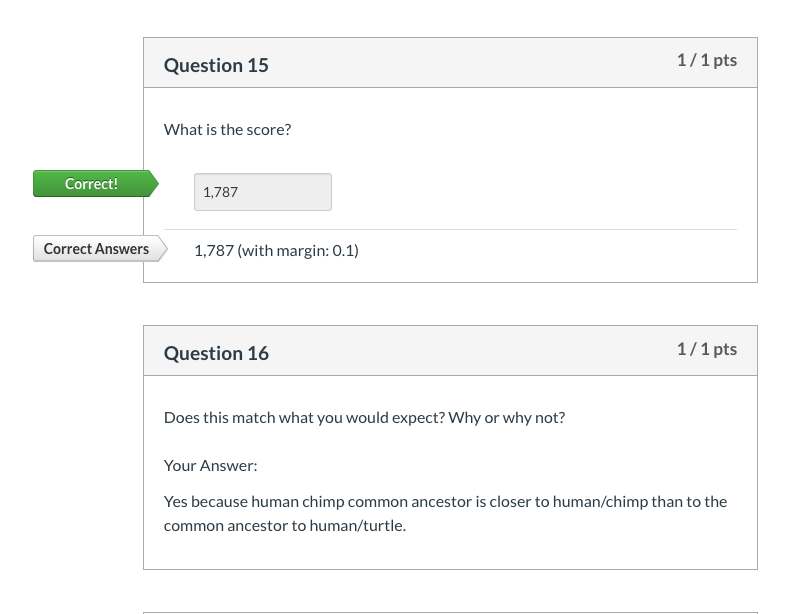 Question 15
1 / 1 pts
What is the score?
Correct!
1,787
Correct Answers
1,787 (with margin: 0.1)
Question 16
1 / 1 pts
Does this match what you would expect? Why or why not?
Your Answer:
Yes because human chimp common ancestor is closer to human/chimp than to the
common ancestor to human/turtle.